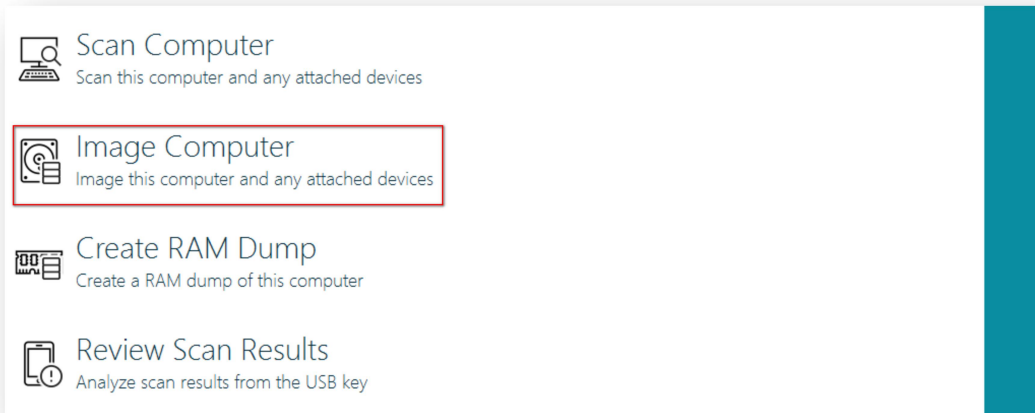 Scan Computer
Scan this computer and any attached devices
Image Computer
Image this computer and any attached devices
Create RAM Dump
Create a RAM dump of this computer
Review Scan Results
Analyze scan results from the USB key